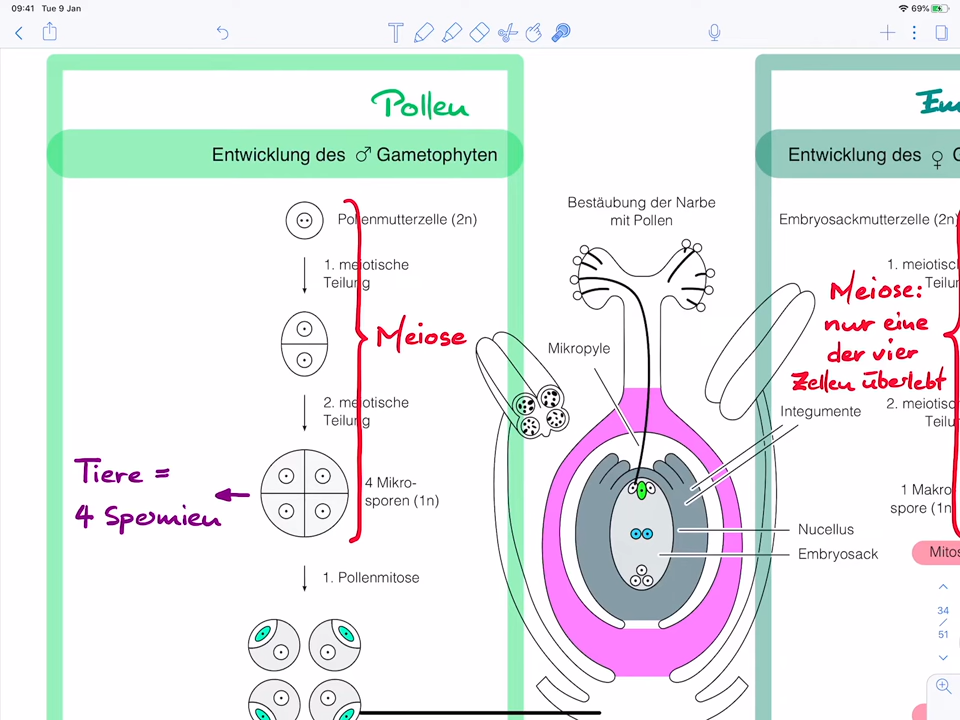 09:41 Tue 9 Jan
69%
Pollen
Entwicklung des ♂ Gametophyten
Pollenmutterzelle (2n)
1. meiotische
Teilung
Meiose
2. meiotische
Teilung
Tiere =
4 Spermien
4 Mikro-
sporen (1n)
1. Pollenmitose
Bestäubung der Narbe
mit Pollen
Mikropyle
Integumente
Nucellus
Embryosack
Em
Entwicklung des ♀ G
Embryosackmutterzelle (2n)
1. meiotisc
Teilun
Meiose:
nur eine
der vier
Zellen überlebt
2. meiotisc
Teilu
1 Makro
spore (1n
Mitos
34
/
51